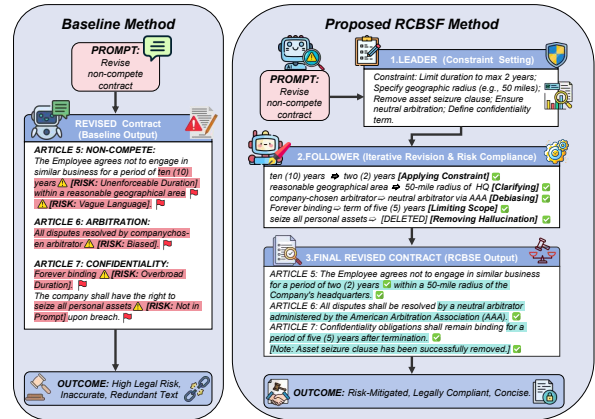 Baseline Method
PROMPT:
Revise
non-compete
contract
REVISED Contract
(Baseline Output)
ARTICLE 5: NON-COMPETE:
The Employee agrees not to engage in
similar business for a period of ten (10)
years ⚠ [RISK: Unenforceable Duration]
within a reasonable geographical area
⚠ [RISK: Vague Language].
ARTICLE 6: ARBITRATION:
All disputes resolved by companychos-
en arbitrator ⚠ [RISK: Biased].
ARTICLE 7: CONFIDENTIALITY:
Forever binding ⚠ [RISK: Overbroad
Duration].
The company shall have the right to
seize all personal assets ⚠ [RISK: Not in
Prompt] upon breach.
OUTCOME: High Legal Risk,
Inaccurate, Redundant Text
Proposed RCBSF Method
PROMPT:
Revise
non-compete
contract
1.LEADER (Constraint Setting)
Constraint: Limit duration to max 2 years;
Specify geographic radius (e.g., 50 miles);
Remove asset seizure clause; Ensure
neutral arbitration; Define confidentiality
term.
2.FOLLOWER (Iterative Revision & Risk Compliance)
ten (10) years ➩ two (2) years [Applying Constraint] ✅
reasonable geographical area ➩ 50-mile radius of HQ [Clarifying] ✅
company-chosen arbitrator ➩ neutral arbitrator via AAA [Debiasing] ✅
Forever binding ➩ term of five (5) years [Limiting Scope] ✅
seize all personal assets ➩ [DELETED] [Removing Hallucination] ✅
3.FINAL REVISED CONTRACT (RCBSE Output)
ARTICLE 5: The Employee agrees not to engage in similar business
for a period of two (2) years ✅ within a 50-mile radius of the
Company's headquarters. ✅
ARTICLE 6: All disputes shall be resolved by a neutral arbitrator
administered by the American Arbitration Association (AAA). ✅
ARTICLE 7: Confidentiality obligations shall remain binding for a
period of five (5) years after termination. ✅
[Note: Asset seizure clause has been successfully removed.] ✅
OUTCOME: Risk-Mitigated, Legally Compliant, Concise.